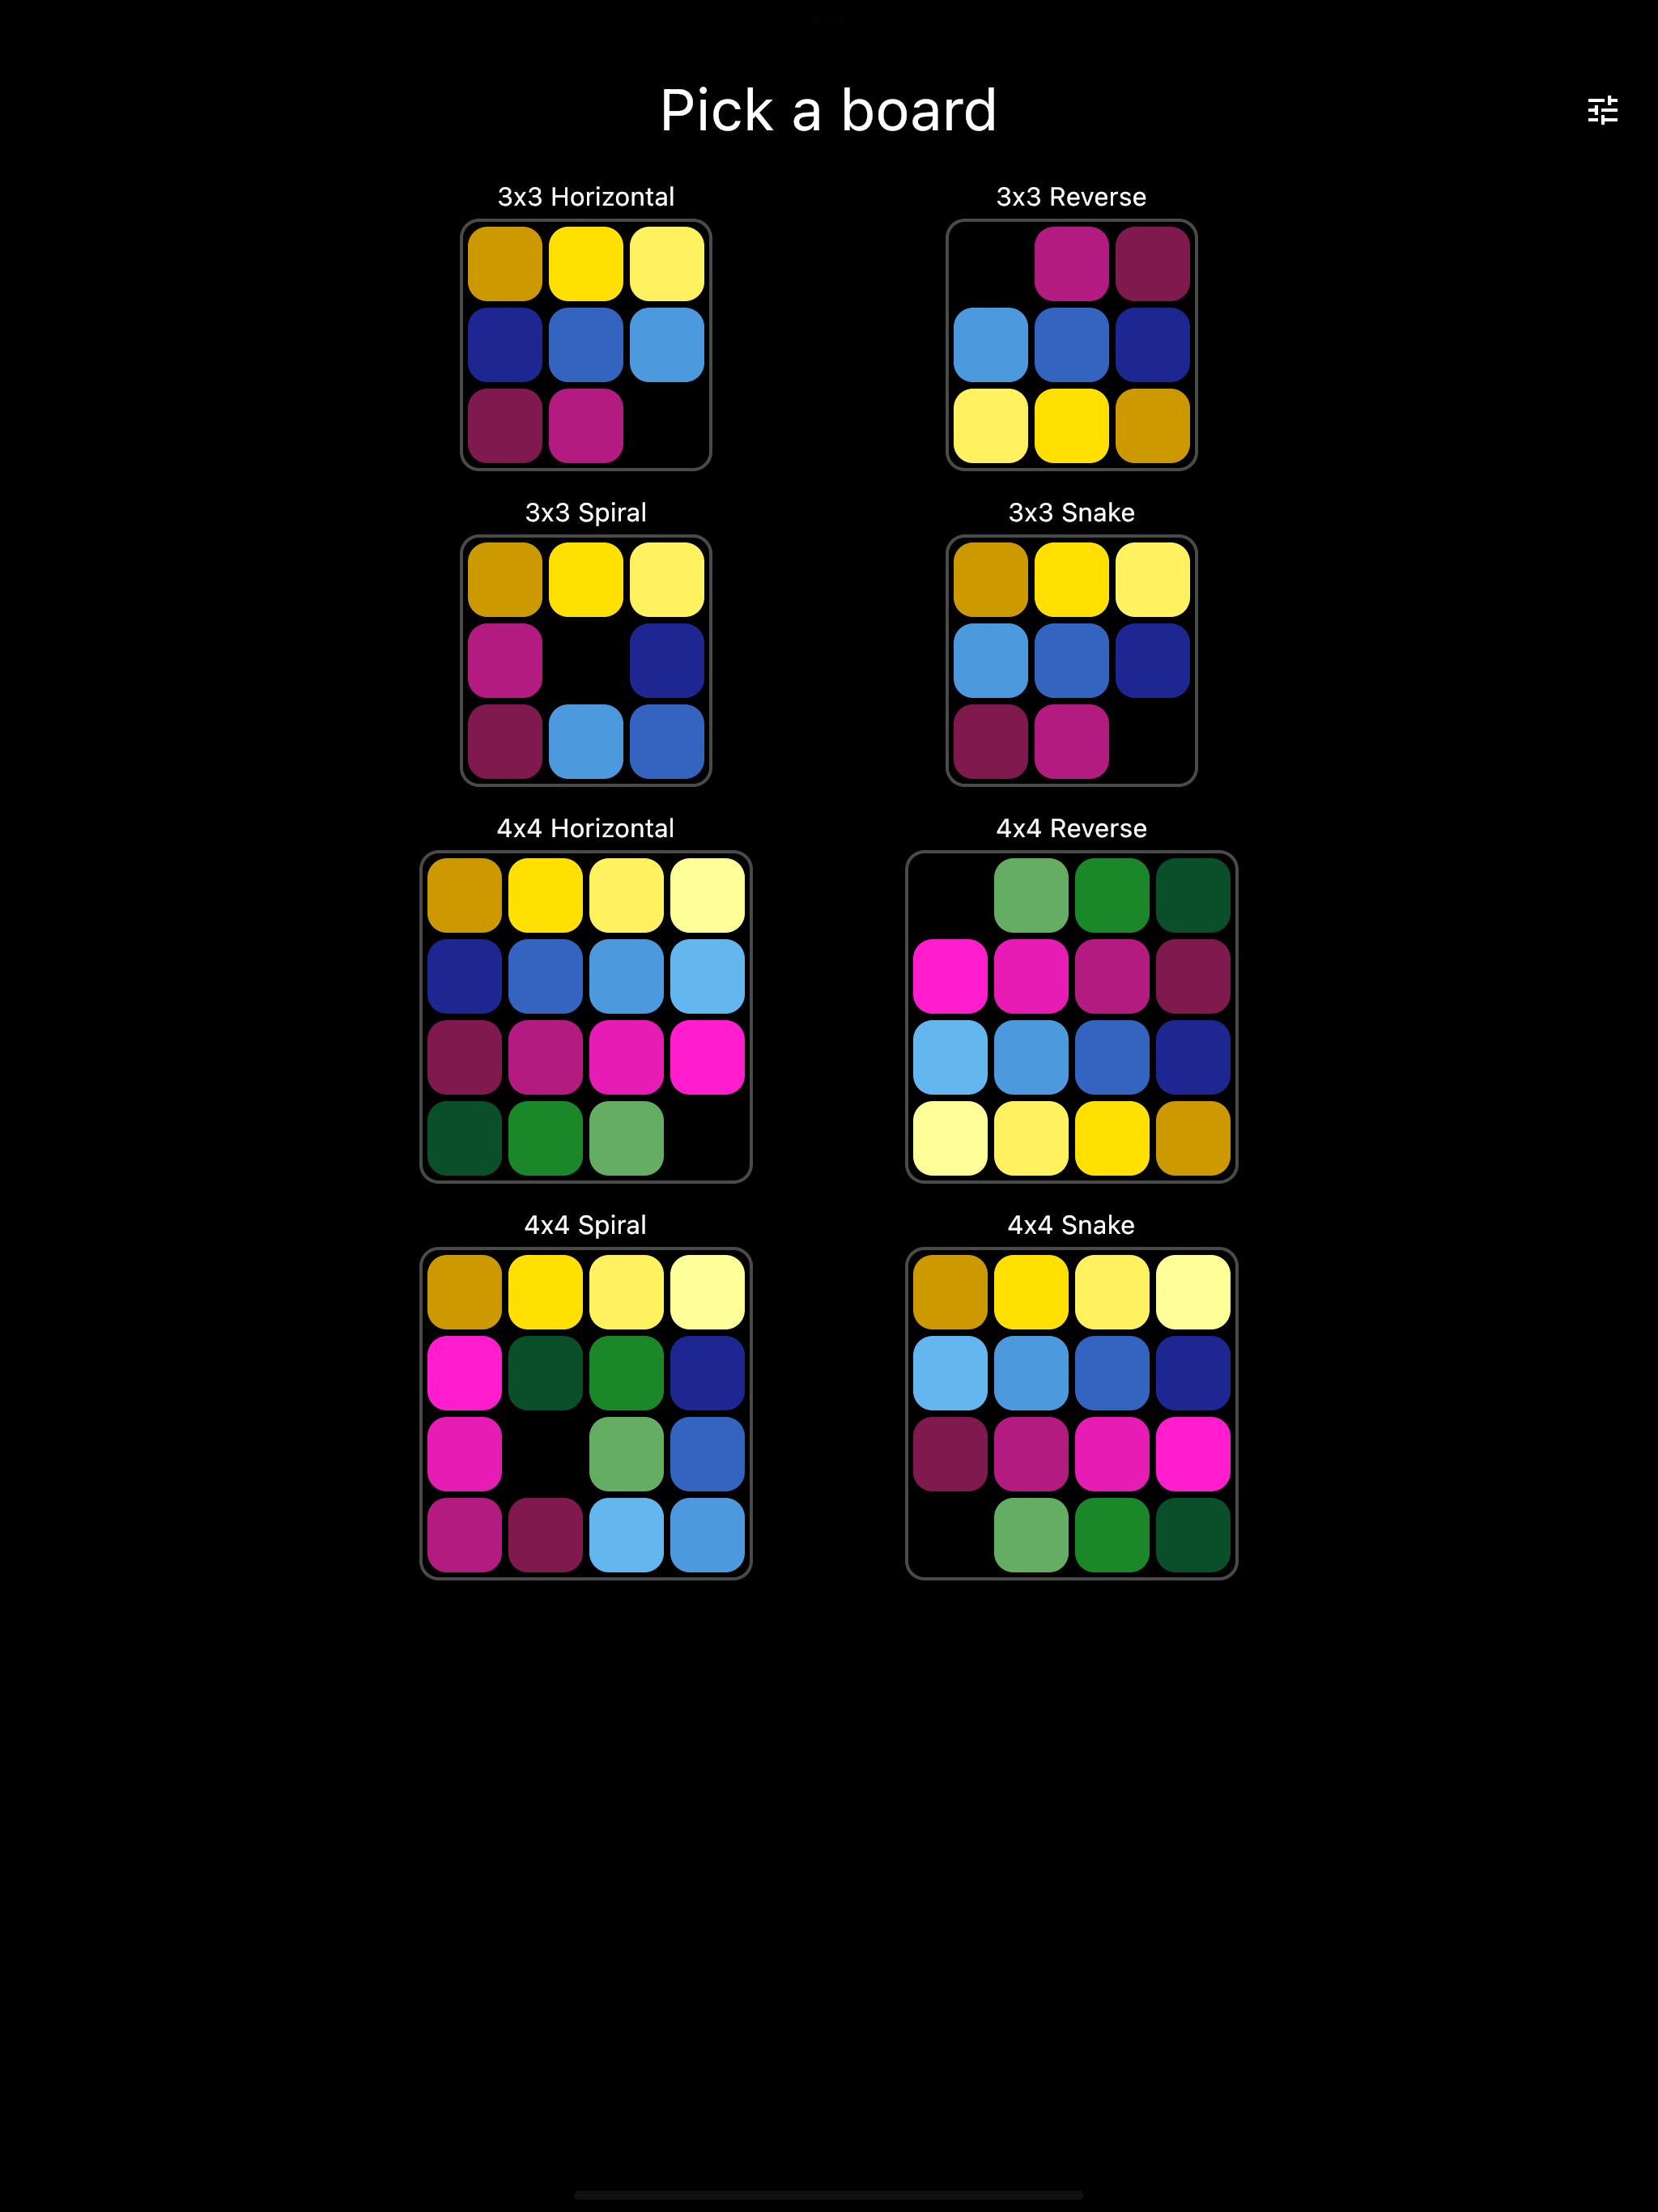 Pick a board
3x3 Horizontal
3x3 Reverse
3x3 Spiral
3x3 Snake
4x4 Horizontal
4x4 Reverse
4x4 Spiral
4x4 Snake